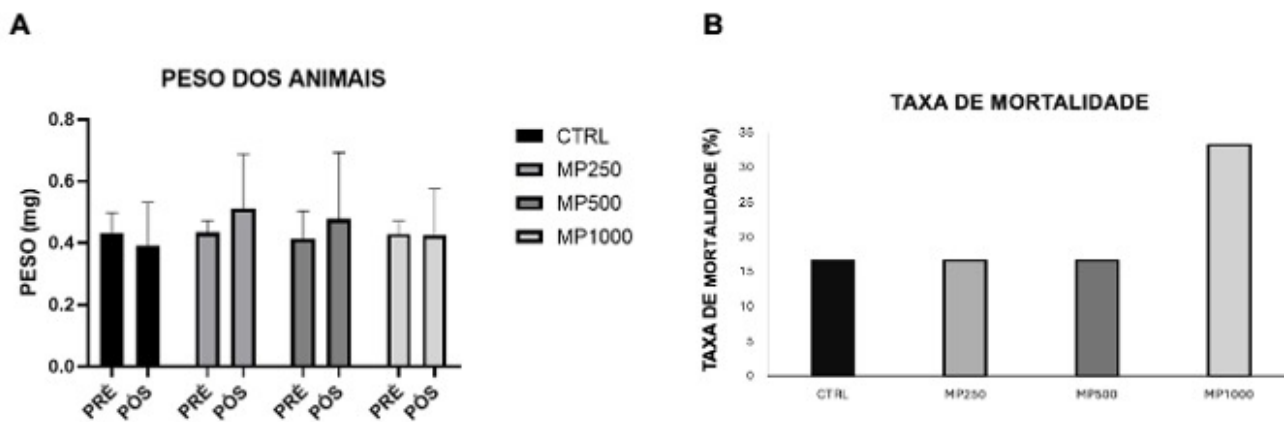 A
PESO DOS ANIMAIS
PESO (mg)
0.8
0.6
0.4
0.2
0.0
PRÉ PÓS PRÉ PÓS PRÉ PÓS PRÉ PÓS
CTRL
MP250
MP500
MP1000
B
TAXA DE MORTALIDADE
TAXA DE MORTALIDADE (%)
35
30
25
20
15
10
5
0
CTRL MP250 MP500 MP1000